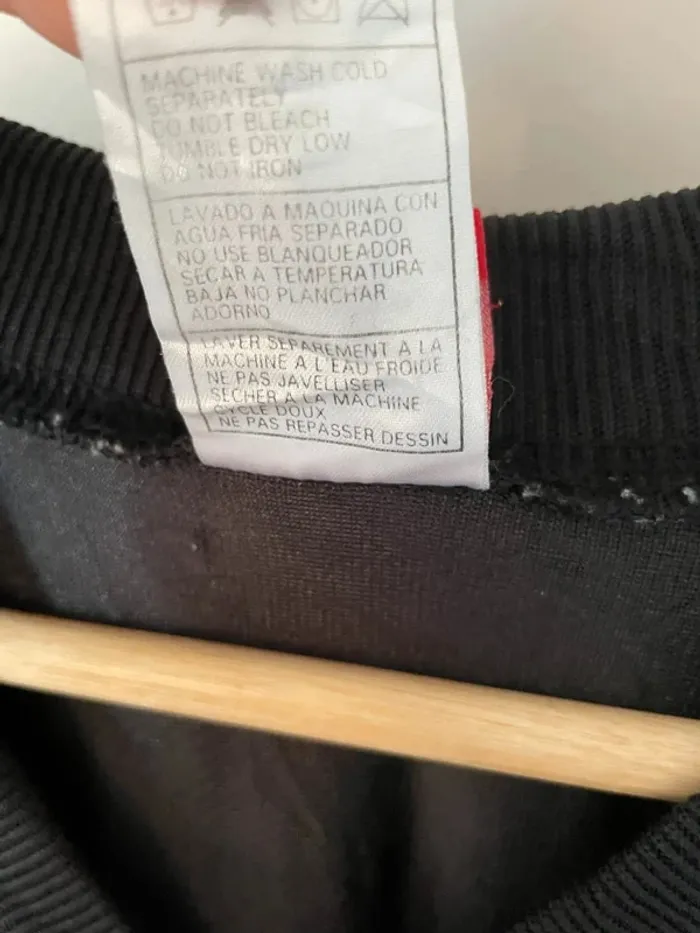 MACHINE WASH COLD
SEPARATELY
DO NOT BLEACH
TUMBLE DRY LOW
DO NOT IRON
LAVADO A MAQUINA CON
AGUA FRIA SEPARADO
NO USE BLANQUEADOR
SECAR A TEMPERATURA
BAJA NO PLANCHAR
ADORNO
LAVER SEPAREMENT A LA
MACHINE A L'EAU FROIDE
NE PAS JAVELLISER
SECHER A LA MACHINE
CYCLE DOUX
NE PAS REPASSER DESSIN